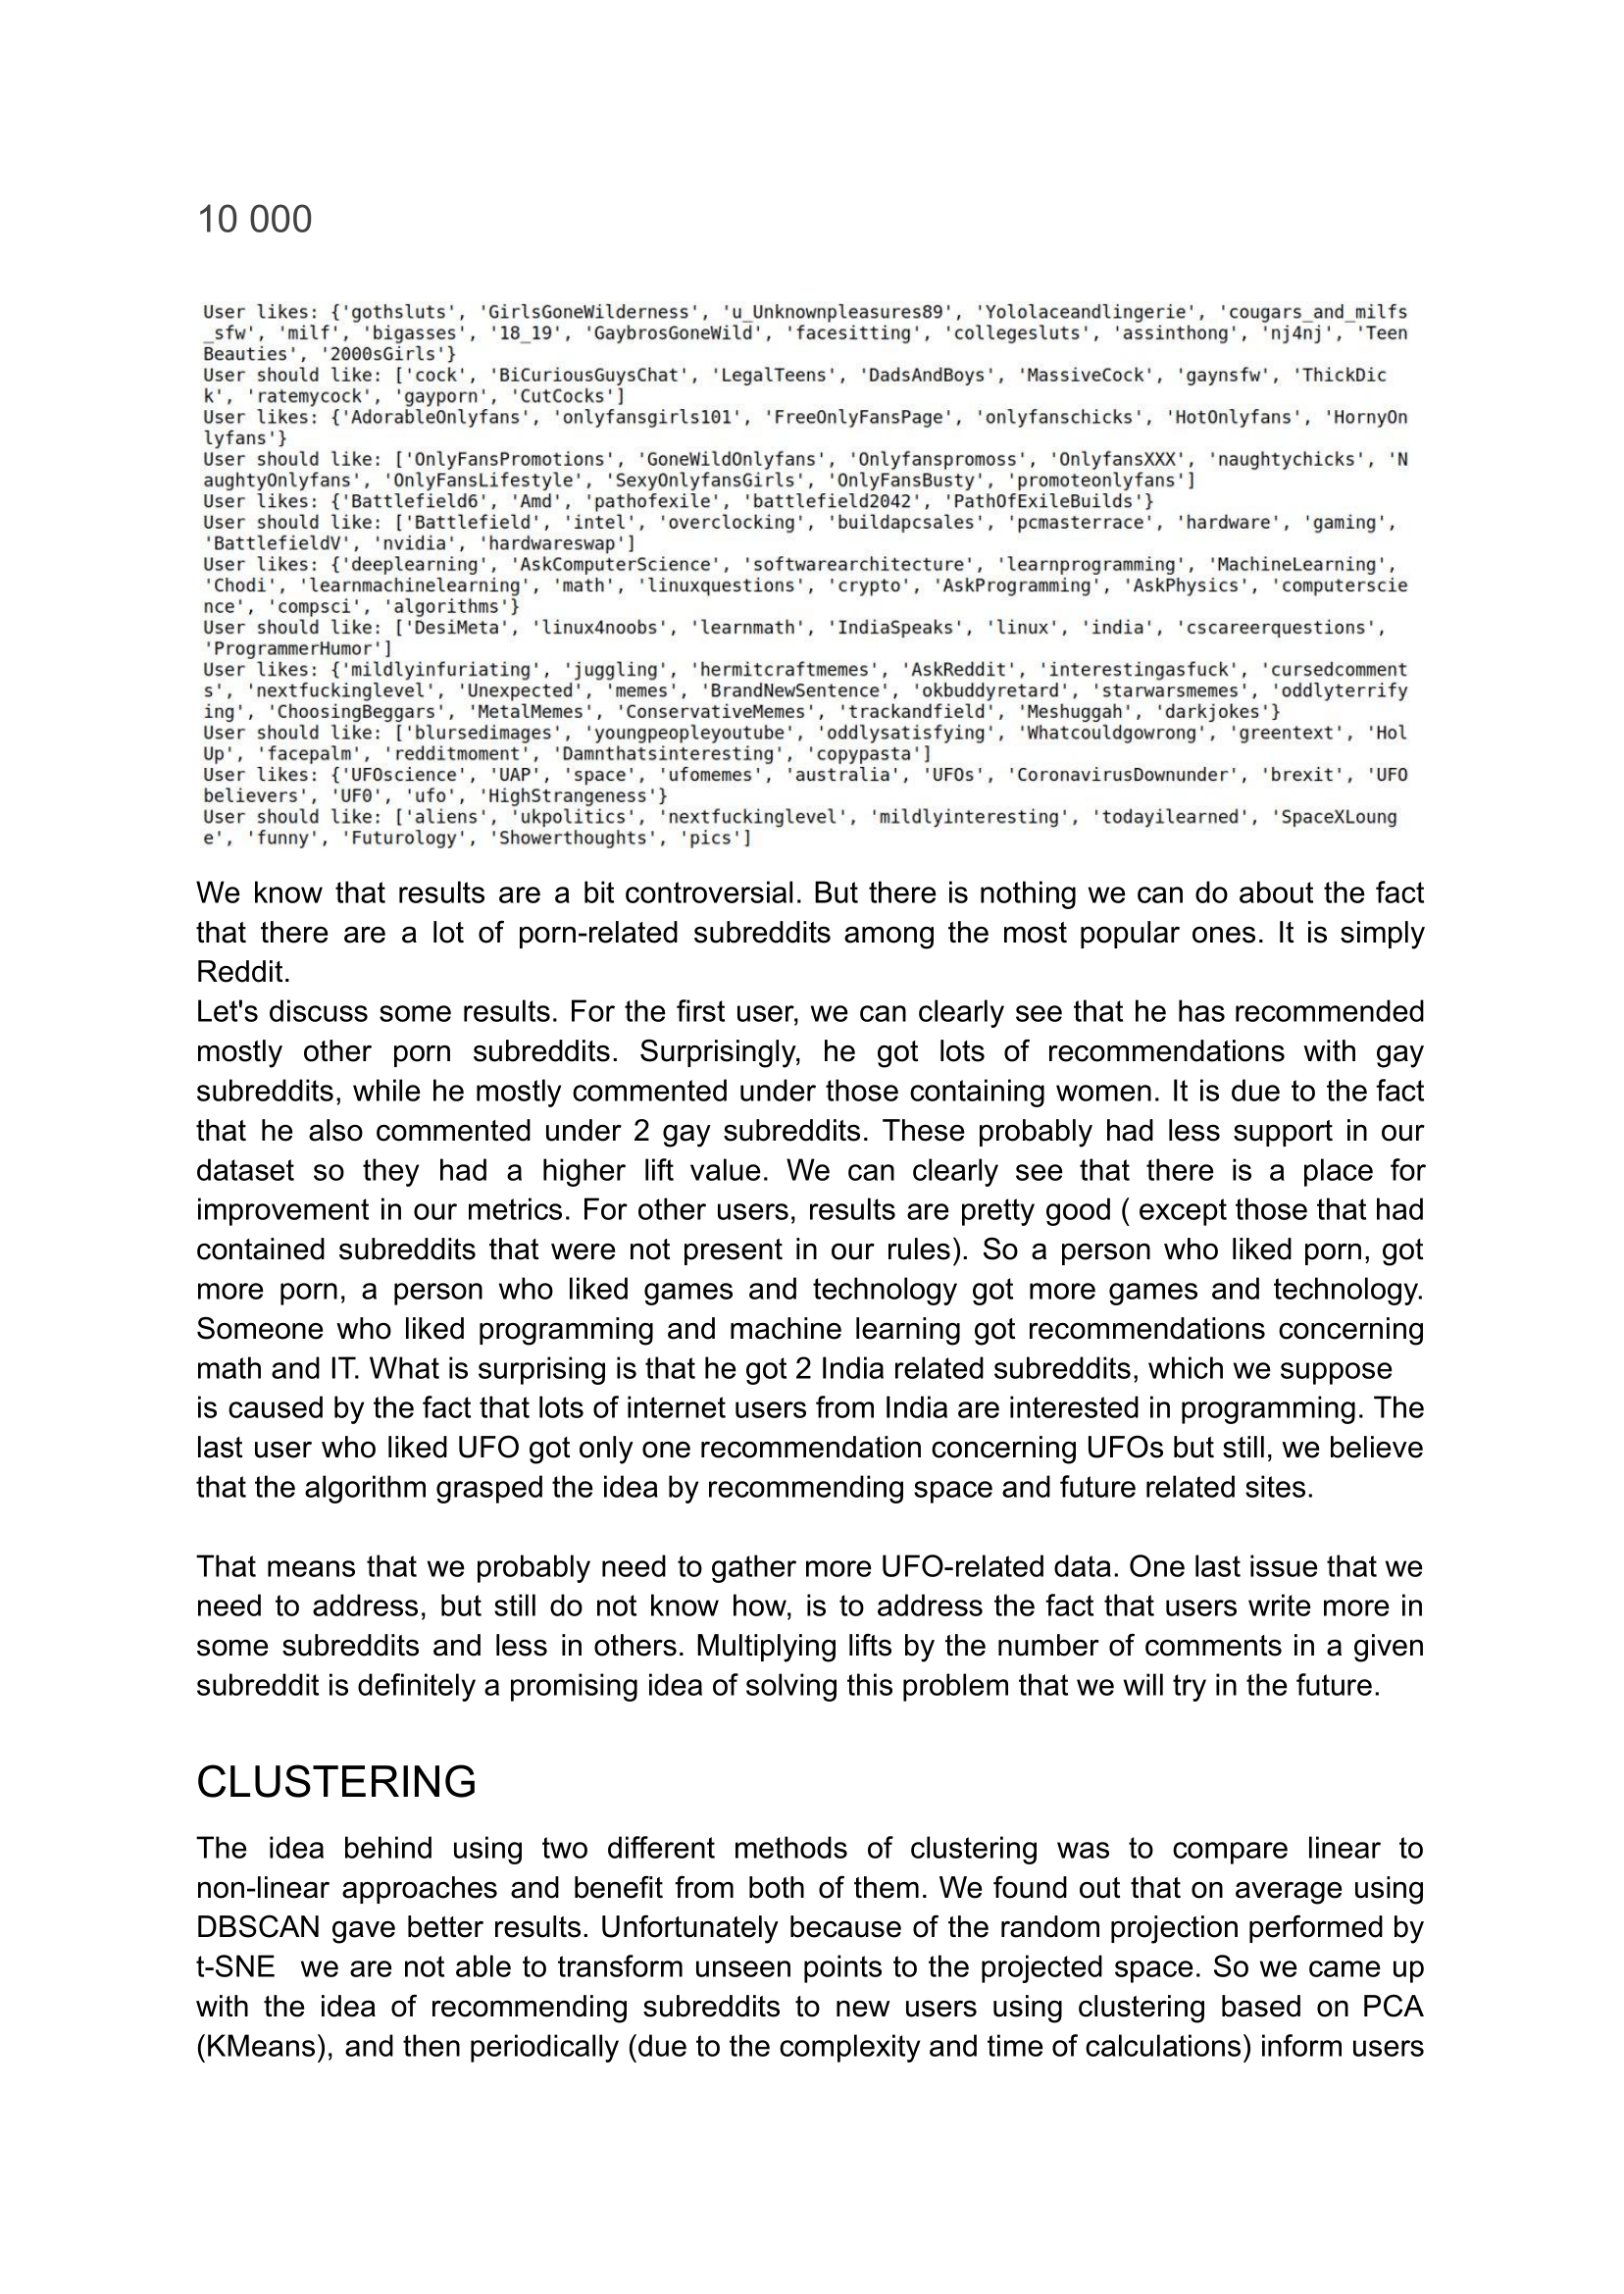 10 000
User likes: {'gothsluts', 'GirlsGoneWilderness', 'u_Unknownpleasures89', 'Yololaceandlingerie', 'cougars_and_milfs
_sfw', 'milf', 'bigasses', '18_19', 'GaybrosGoneWild', 'facesitting', 'collegesluts', 'assinthong', 'nj4nj', 'Teen
Beauties', '2000sGirls'}
User should like: ['cock', 'BiCuriousGuysChat', 'LegalTeens', 'DadsAndBoys', 'MassiveCock', 'gaynsfw', 'ThickDic
k', 'ratemycock', 'gayporn', 'CutCocks']
User likes: {'AdorableOnlyfans', 'onlyfansgirls101', 'FreeOnlyFansPage', 'onlyfanschicks', 'HotOnlyfans', 'HornyOn
lyfans'}
User should like: ['OnlyFansPromotions', 'GoneWildOnlyfans', 'Onlyfanspromoss', 'OnlyfansXXX', 'naughtychicks', 'N
aughtyOnlyfans', 'OnlyFansLifestyle', 'SexyOnlyfansGirls', 'OnlyFansBusty', 'promoteonlyfans']
User likes: {'Battlefield6', 'Amd', 'pathofexile', 'battlefield2042', 'PathOfExileBuilds'}
User should like: ['Battlefield', 'intel', 'overclocking', 'buildapcsales', 'pcmasterrace', 'hardware', 'gaming',
'BattlefieldV', 'nvidia', 'hardwareswap']
User likes: {'deeplearning', 'AskComputerScience', 'softwarearchitecture', 'learnprogramming', 'MachineLearning',
'Chodi', 'learnmachinelearning', 'math', 'linuxquestions', 'crypto', 'AskProgramming', 'AskPhysics', 'computerscie
nce', 'compsci', 'algorithms'}
User should like: ['DesiMeta', 'linux4noobs', 'learnmath', 'IndiaSpeaks', 'linux', 'india', 'cscareerquestions',
'ProgrammerHumor']
User likes: {'mildlyinfuriating', 'juggling', 'hermitcraftmemes', 'AskReddit', 'interestingasfuck', 'cursedcomment
s', 'nextfuckinglevel', 'Unexpected', 'memes', 'BrandNewSentence', 'okbuddyretard', 'starwarsmemes', 'oddlyterrify
ing', 'ChoosingBeggars', 'MetalMemes', 'ConservativeMemes', 'trackandfield', 'Meshuggah', 'darkjokes'}
User should like: ['blursedimages', 'youngpeopleyoutube', 'oddlysatisfying', 'Whatcouldgowrong', 'greentext', 'Hol
Up', 'facepalm', 'redditmoment', 'Damnthatsinteresting', 'copypasta']
User likes: {'UFOscience', 'UAP', 'space', 'ufomemes', 'australia', 'UFOs', 'CoronavirusDownunder', 'brexit', 'UFO
believers', 'UF0', 'ufo', 'HighStrangeness'}
User should like: ['aliens', 'ukpolitics', 'nextfuckinglevel', 'mildlyinteresting', 'todayilearned', 'SpaceXLoung
e', 'funny', 'Futurology', 'Showerthoughts', 'pics']
We know that results are a bit controversial. But there is nothing we can do about the fact
that there are a lot of porn-related subreddits among the most popular ones. It is simply
Reddit.
Let's discuss some results. For the first user, we can clearly see that he has recommended
mostly other porn subreddits. Surprisingly, he got lots of recommendations with gay
subreddits, while he mostly commented under those containing women. It is due to the fact
that he also commented under 2 gay subreddits. These probably had less support in our
dataset so they had a higher lift value. We can clearly see that there is a place for
improvement in our metrics. For other users, results are pretty good ( except those that had
contained subreddits that were not present in our rules). So a person who liked porn, got
more porn, a person who liked games and technology got more games and technology.
Someone who liked programming and machine learning got recommendations concerning
math and IT. What is surprising is that he got 2 India related subreddits, which we suppose
is caused by the fact that lots of internet users from India are interested in programming. The
last user who liked UFO got only one recommendation concerning UFOs but still, we believe
that the algorithm grasped the idea by recommending space and future related sites.
That means that we probably need to gather more UFO-related data. One last issue that we
need to address, but still do not know how, is to address the fact that users write more in
some subreddits and less in others. Multiplying lifts by the number of comments in a given
subreddit is definitely a promising idea of solving this problem that we will try in the future.
CLUSTERING
The idea behind using two different methods of clustering was to compare linear to
non-linear approaches and benefit from both of them. We found out that on average using
DBSCAN gave better results. Unfortunately because of the random projection performed by
t-SNE we are not able to transform unseen points to the projected space. So we came up
with the idea of recommending subreddits to new users using clustering based on PCA
(KMeans), and then periodically (due to the complexity and time of calculations) inform users